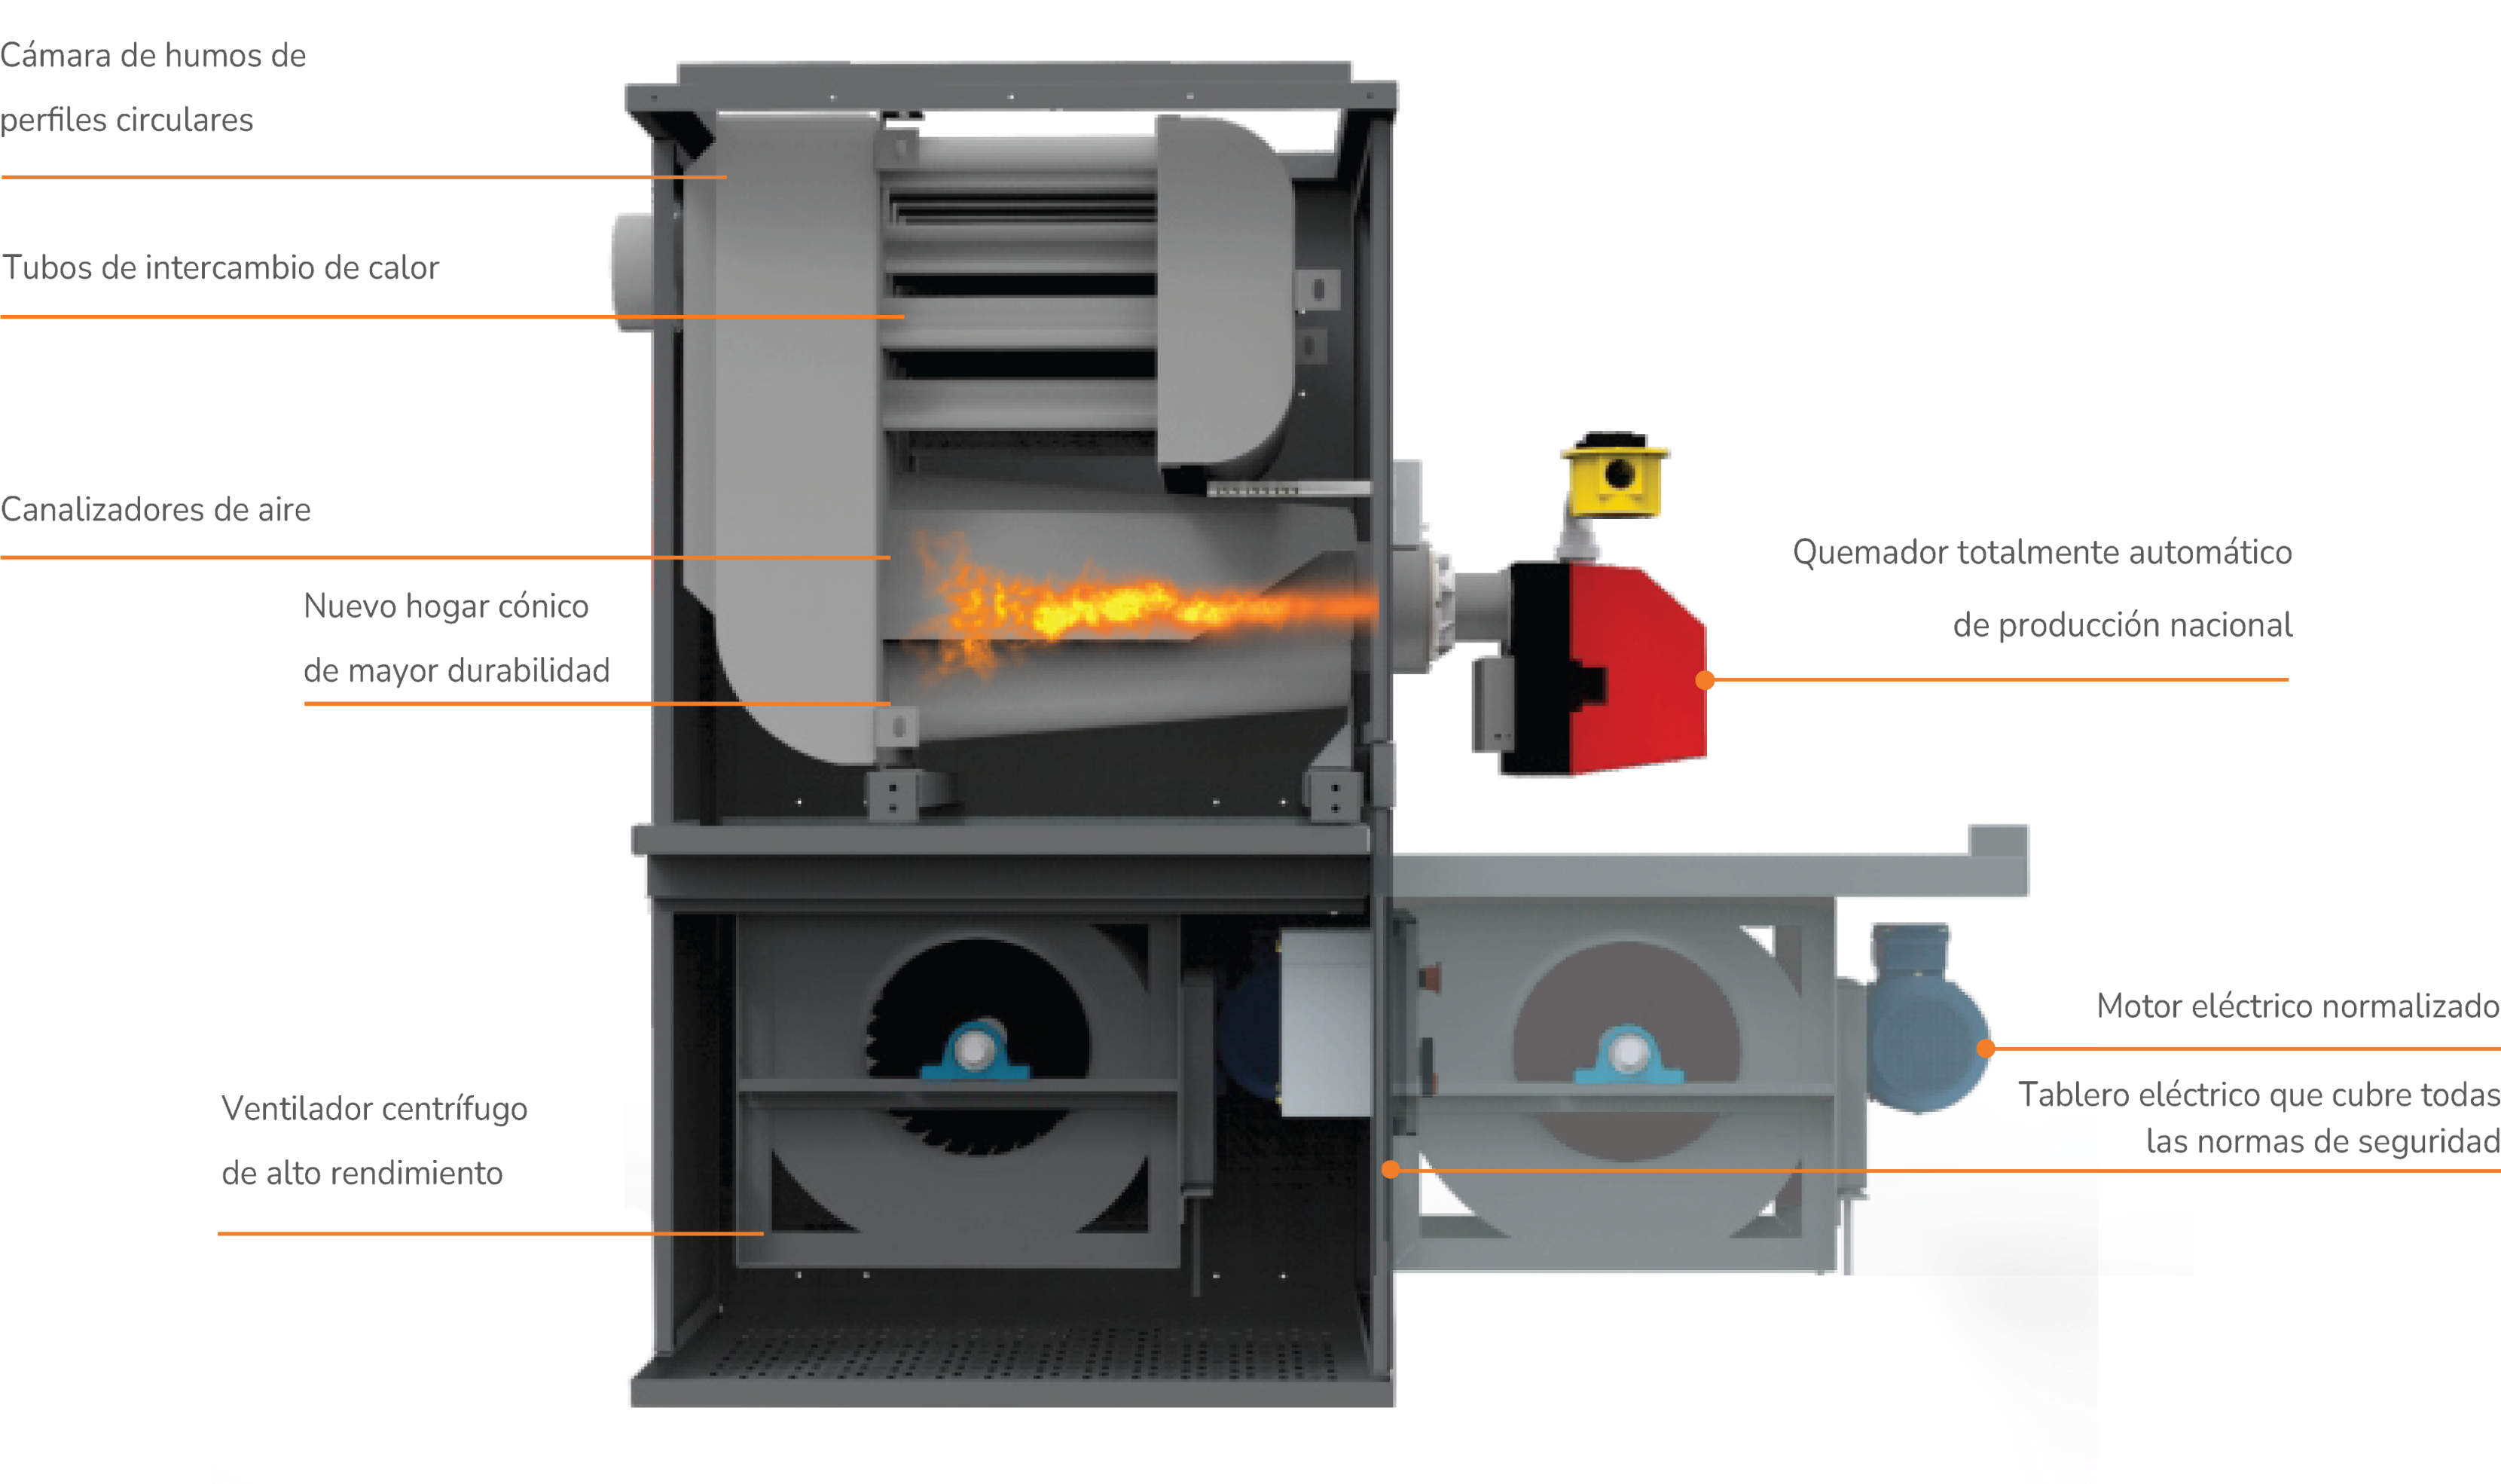 Cámara de humos de
perfiles circulares
Tubos de intercambio de calor
Canalizadores de aire
Nuevo hogar cónico
de mayor durabilidad
Ventilador centrífugo
de alto rendimiento
Quemador totalmente automático
de producción nacional
Motor eléctrico normalizado
Tablero eléctrico que cubre todas
las normas de seguridad